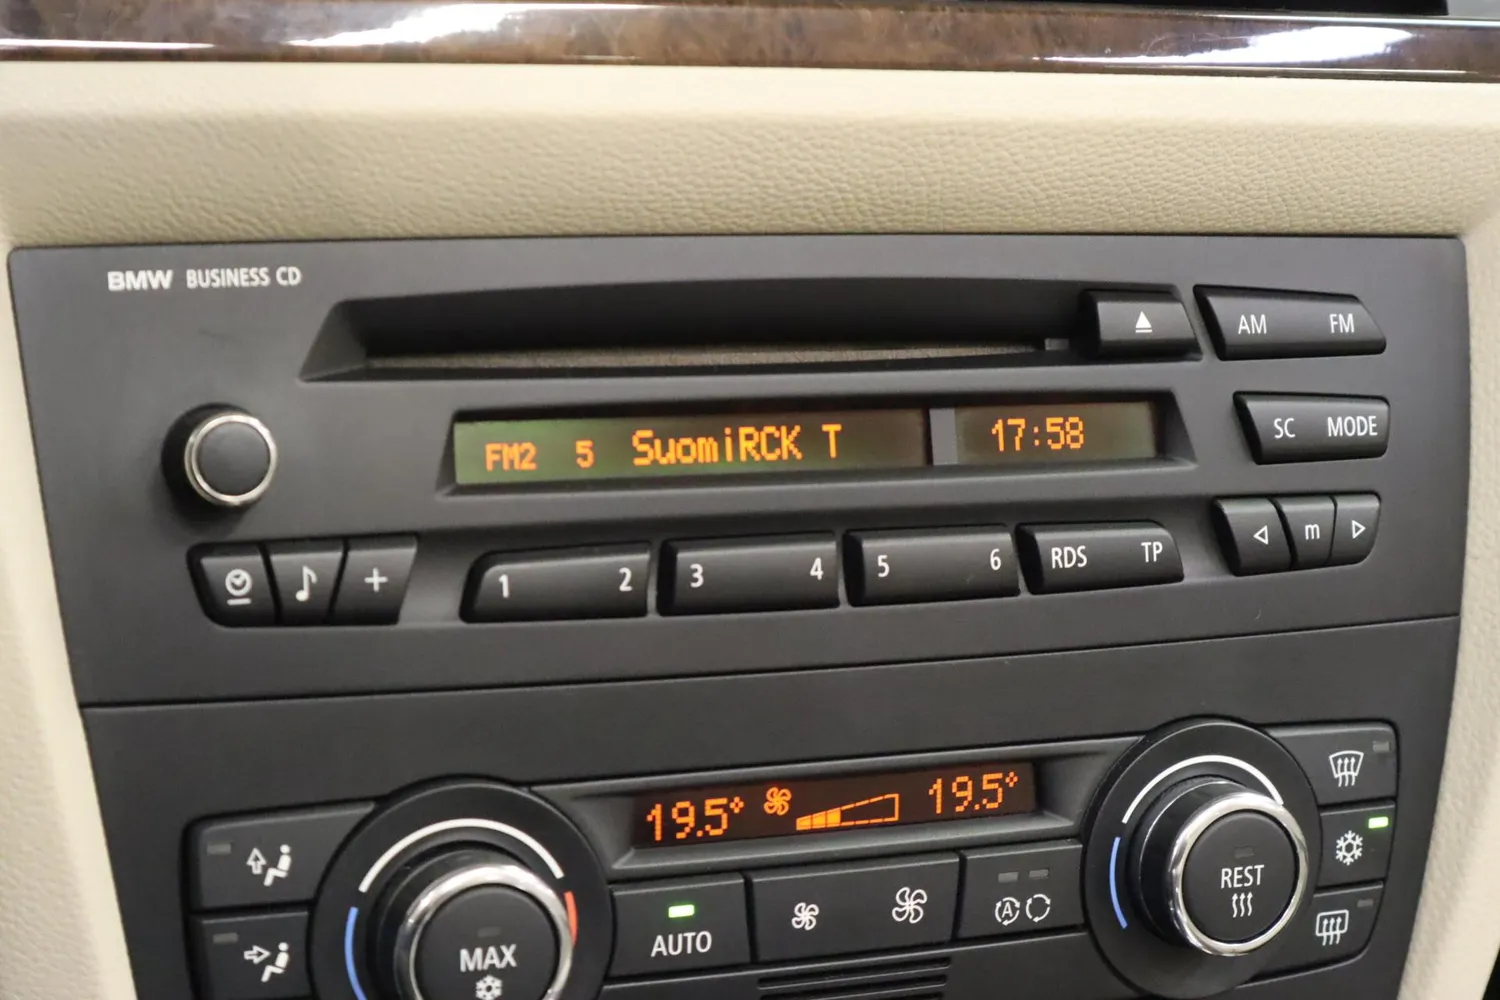 BMW BUSINESS CD
AM FM
FM2 5 SuomiRCK T 17:58
SC MODE
1 2 3 4 5 6 RDS TP
m
19.5° 19.5°
MAX
AUTO
A
REST